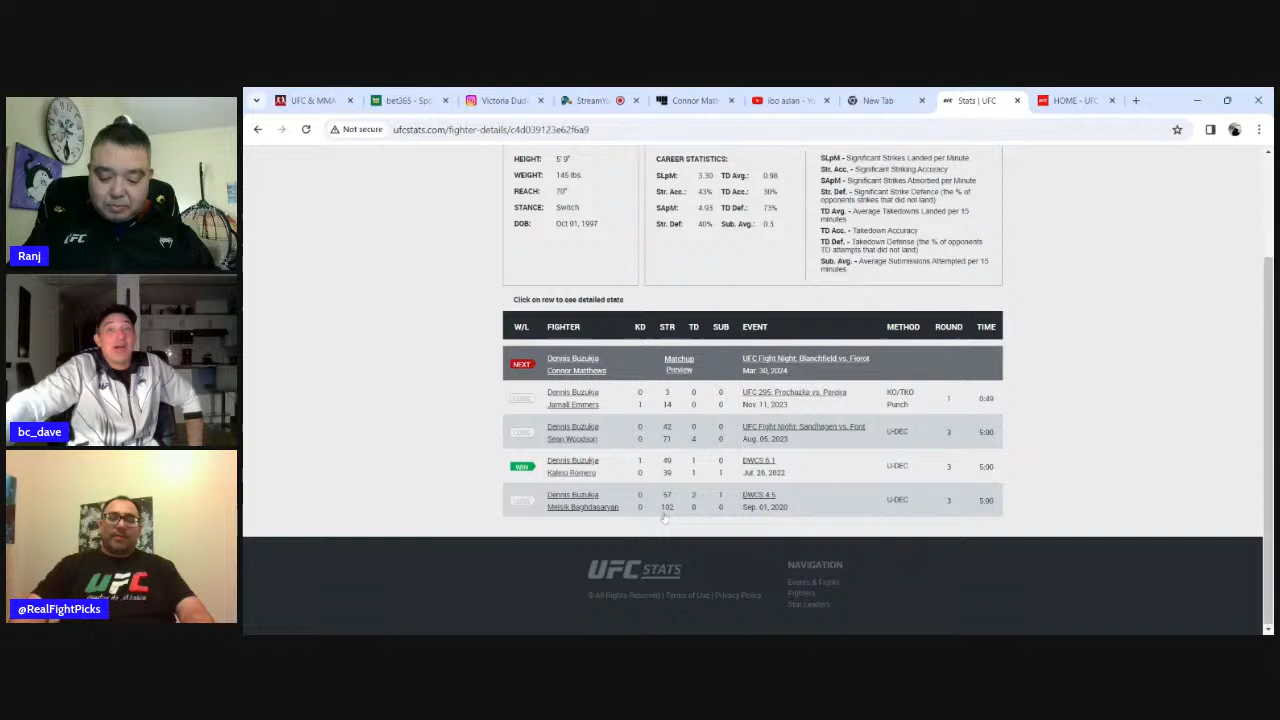 UFC & MMA
bet365 - Spo
Victoria Duda
StreamYa
Connor Matt
ibo aslan - Yo
New Tab
Stats | UFC
HOME - UFC
Not secure
ufcstats.com/fighter-details/c4d039123e62f6a9
HEIGHT: 5' 9"
WEIGHT: 145 lbs.
REACH: 70"
STANCE: Switch
DOB: Oct 01, 1997
CAREER STATISTICS:
SLpM: 3.30 TD Avg.: 0.98
Str. Acc.: 43% TD Acc.: 30%
SApM: 4.93 TD Def.: 73%
Str. Def: 40% Sub. Avg.: 0.3
SLpM - Significant Strikes Landed per Minute
Str. Acc. - Significant Striking Accuracy
SApM - Significant Strikes Absorbed per Minute
Str. Def. - Significant Strike Defence (the % of
opponents strikes that did not land)
TD Avg. - Average Takedowns Landed per 15
minutes
TD Acc. - Takedown Accuracy
TD Def. - Takedown Defense (the % of opponents
TD attempts that did not land)
Sub. Avg. - Average Submissions Attempted per 15
minutes
Click on row to see detailed stats
W/L FIGHTER KD STR TD SUB EVENT METHOD ROUND TIME
NEXT
Dennis Buzukja Matchup UFC Fight Night: Blanchfield vs. Fiorot
Connor Matthews Preview Mar. 30, 2024
LOSS
Dennis Buzukja 0 3 0 0 UFC 295: Prochazka vs. Pereira KO/TKO
Jamall Emmers 1 14 0 0 Nov. 11, 2023 Punch 1 0:49
LOSS
Dennis Buzukja 0 42 0 0 UFC Fight Night: Sandhagen vs. Font
Sean Woodson 0 71 4 0 Aug. 05, 2023 U-DEC 3 5:00
WIN
Dennis Buzukja 1 49 1 0 DWCS 6.1
Kaleio Romero 0 39 1 1 Jul. 26, 2022 U-DEC 3 5:00
LOSS
Dennis Buzukja 0 57 2 1 DWCS 4.5
Melsik Baghdasaryan 0 102 0 0 Sep. 01, 2020 U-DEC 3 5:00
UFC STATS
© All Rights Reserved | Terms of Use | Privacy Policy
NAVIGATION
Events & Fights
Fighters
Stat Leaders
UFC
Ranj
bc_dave
UFC
@RealFightPicks